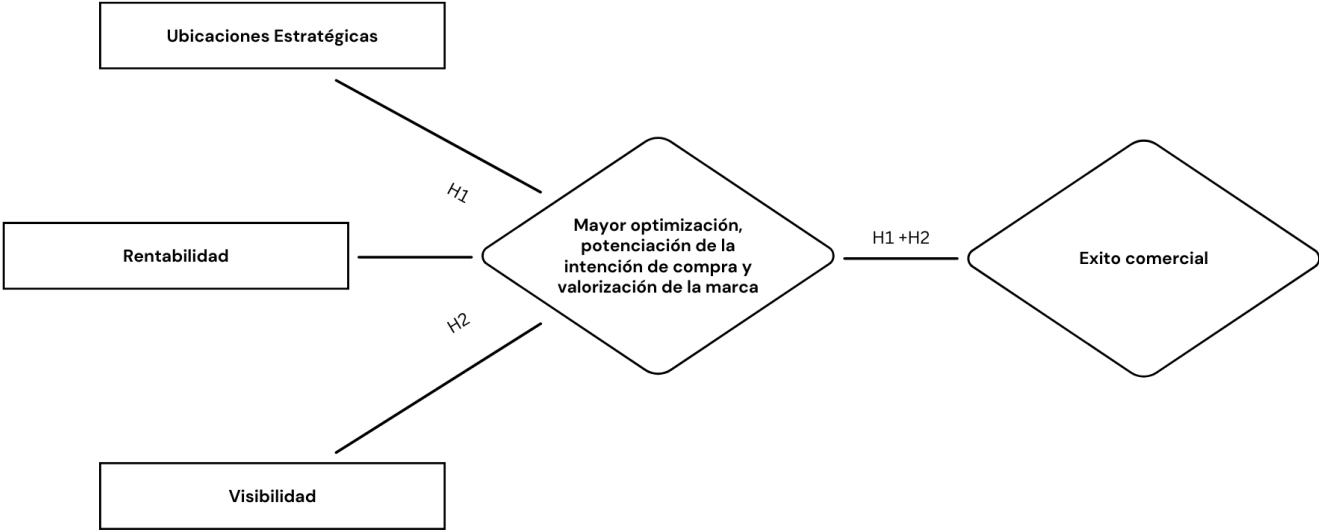 Ubicaciones Estratégicas
H1
Rentabilidad
Mayor optimización,
potenciación de la
intención de compra y
valorización de la marca
H1 +H2
Exito comercial
H2
Visibilidad